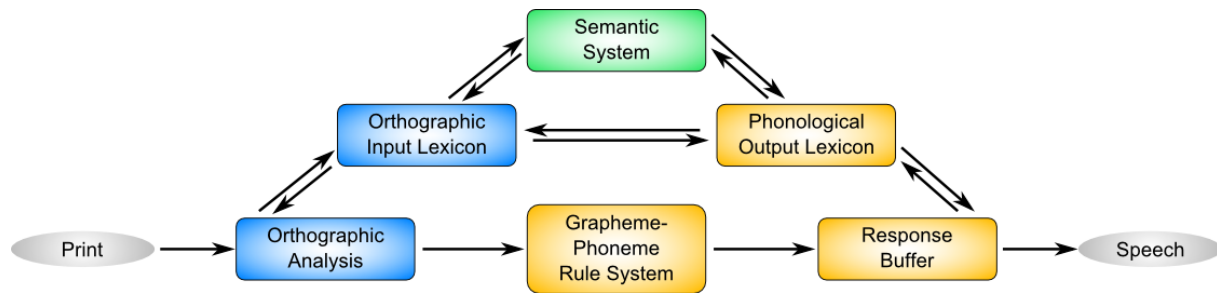 Semantic
System
Orthographic
Input Lexicon
Phonological
Output Lexicon
Print
Orthographic
Analysis
Grapheme-
Phoneme
Rule System
Response
Buffer
Speech